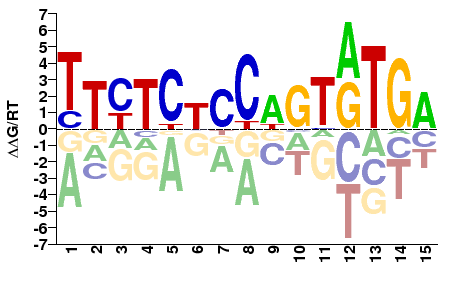 7
6
5
4
3
2
1
0
-1
-2
-3
-4
-5
-6
-7
ΔΔG/RT
T T C T C T C C A G T A T G A
C T T T G
G G A C A G A G C A G C A C C
A A G A G A T T C T T
C G G
1 2 3 4 5 6 7 8 9 10 11 12 13 14 15